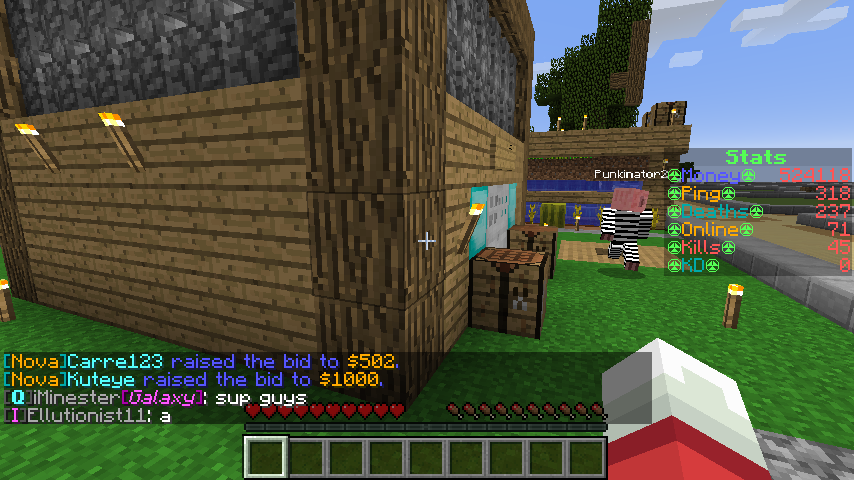 Stats
Punkinator2
Money 524118
Ping 318
Deaths 237
Online 71
Kills 45
KD 0
[Nova]Carre123 raised the bid to $502.
[Nova]Kuteye raised the bid to $1000.
[Q]iMinester[Galaxy]: sup guys
[I]Ellutionist11: a